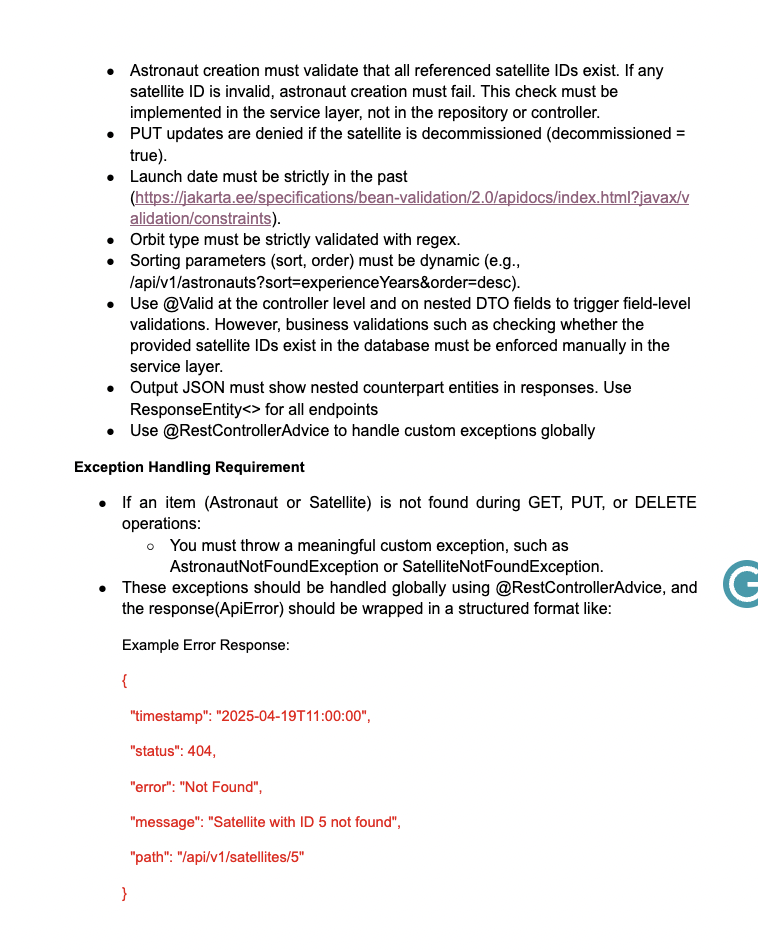 ● Astronaut creation must validate that all referenced satellite IDs exist. If any
satellite ID is invalid, astronaut creation must fail. This check must be
implemented in the service layer, not in the repository or controller.
● PUT updates are denied if the satellite is decommissioned (decommissioned =
true).
● Launch date must be strictly in the past
(https://jakarta.ee/specifications/bean-validation/2.0/apidocs/index.html?javax/v
alidation/constraints).
● Orbit type must be strictly validated with regex.
● Sorting parameters (sort, order) must be dynamic (e.g.,
/api/v1/astronauts?sort=experienceYears&order=desc).
● Use @Valid at the controller level and on nested DTO fields to trigger field-level
validations. However, business validations such as checking whether the
provided satellite IDs exist in the database must be enforced manually in the
service layer.
● Output JSON must show nested counterpart entities in responses. Use
ResponseEntity<> for all endpoints
● Use @RestControllerAdvice to handle custom exceptions globally
Exception Handling Requirement
● If an item (Astronaut or Satellite) is not found during GET, PUT, or DELETE
operations:
○ You must throw a meaningful custom exception, such as
AstronautNotFoundException or SatelliteNotFoundException.
● These exceptions should be handled globally using @RestControllerAdvice, and
the response(ApiError) should be wrapped in a structured format like:
Example Error Response:
{
"timestamp": "2025-04-19T11:00:00",
"status": 404,
"error": "Not Found",
"message": "Satellite with ID 5 not found",
"path": "/api/v1/satellites/5"
}